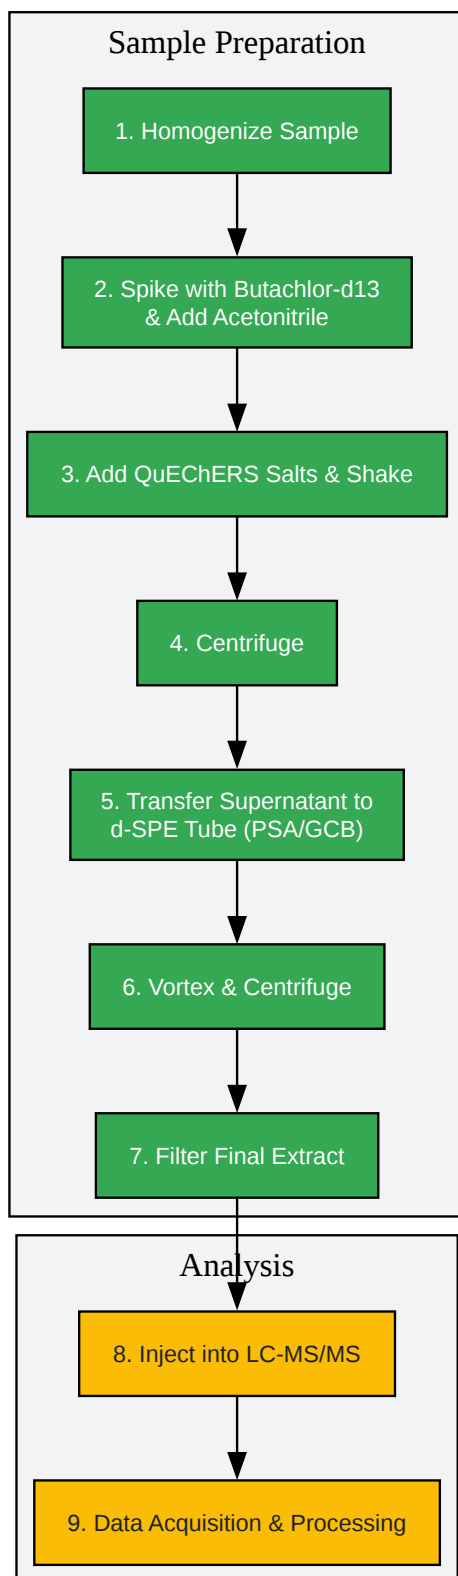 Sample Preparation
1. Homogenize Sample
2. Spike with Butachlor-d13
& Add Acetonitrile
3. Add QuEChERS Salts & Shake
4. Centrifuge
5. Transfer Supernatant to
d-SPE Tube (PSA/GCB)
6. Vortex & Centrifuge
7. Filter Final Extract
Analysis
8. Inject into LC-MS/MS
9. Data Acquisition & Processing